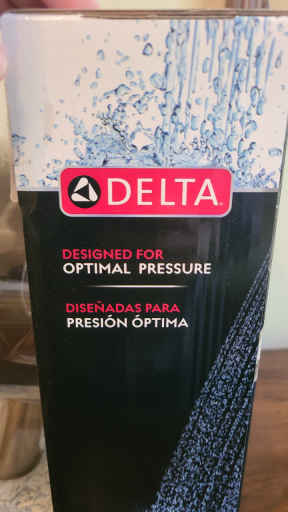 DELTA
DESIGNED FOR
OPTIMAL PRESSURE
DISEÑADAS PARA
PRESIÓN ÓPTIMA